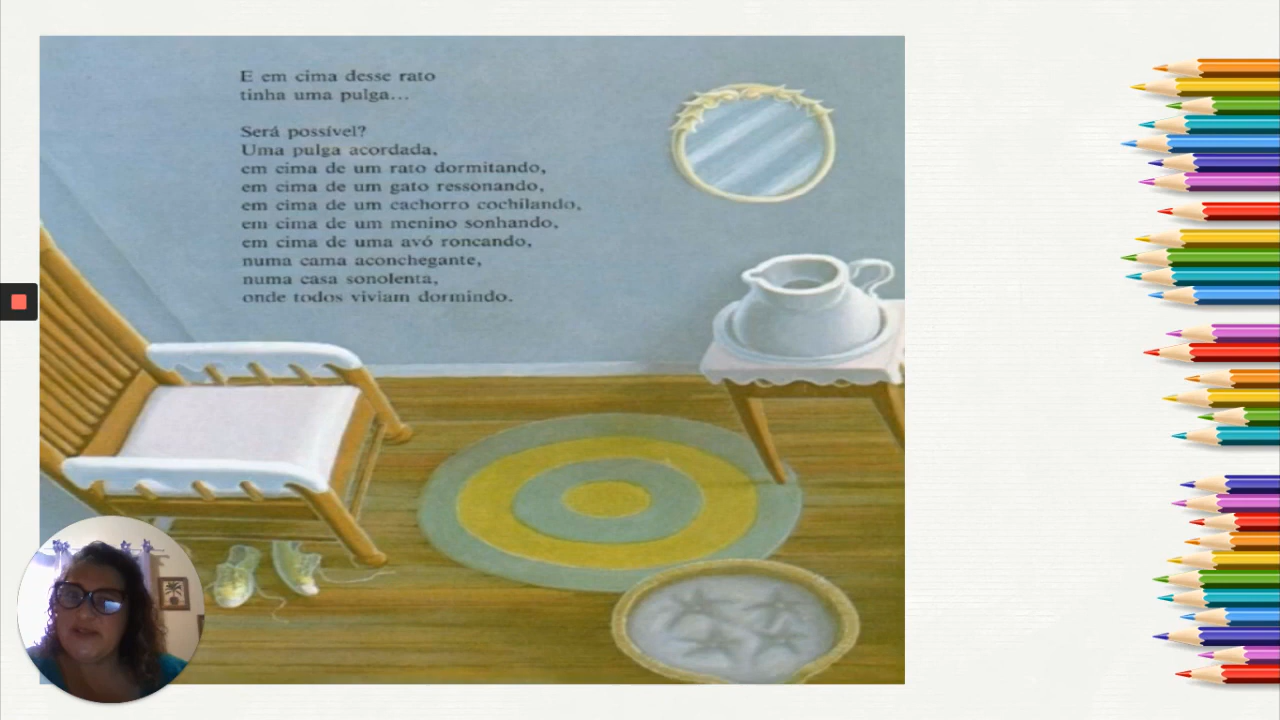 E em cima desse rato
tinha uma pulga...
Será possível?
Uma pulga acordada,
em cima de um rato dormitando,
em cima de um gato ressonando,
em cima de um cachorro cochilando,
em cima de um menino sonhando,
em cima de uma avó roncando,
numa cama aconchegante,
numa casa sonolenta,
onde todos viviam dormindo.